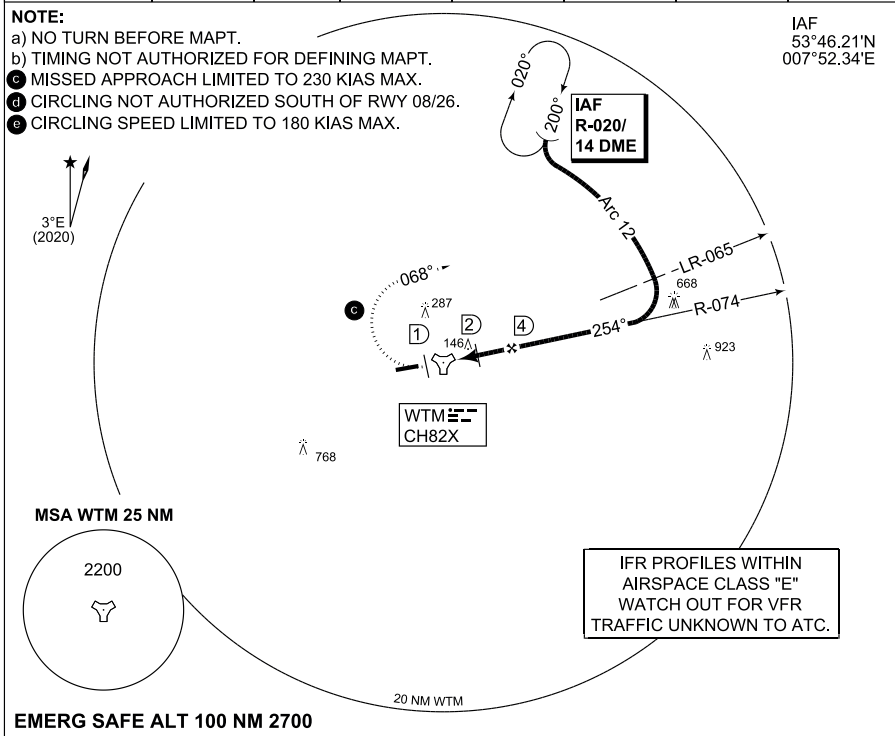 NOTE:
a) NO TURN BEFORE MAPT.
b) TIMING NOT AUTHORIZED FOR DEFINING MAPT.
c MISSED APPROACH LIMITED TO 230 KIAS MAX.
d CIRCLING NOT AUTHORIZED SOUTH OF RWY 08/26.
e CIRCLING SPEED LIMITED TO 180 KIAS MAX.
IAF
53°46.21'N
007°52.34'E
020°
200°
IAF
R-020/
14 DME
3°E
(2020)
Arc 12
LR-065
668
R-074
068°
c
287
1
2
4
146
254°
923
WTM
CH82X
768
MSA WTM 25 NM
2200
IFR PROFILES WITHIN
AIRSPACE CLASS "E"
WATCH OUT FOR VFR
TRAFFIC UNKNOWN TO ATC.
20 NM WTM
EMERG SAFE ALT 100 NM 2700